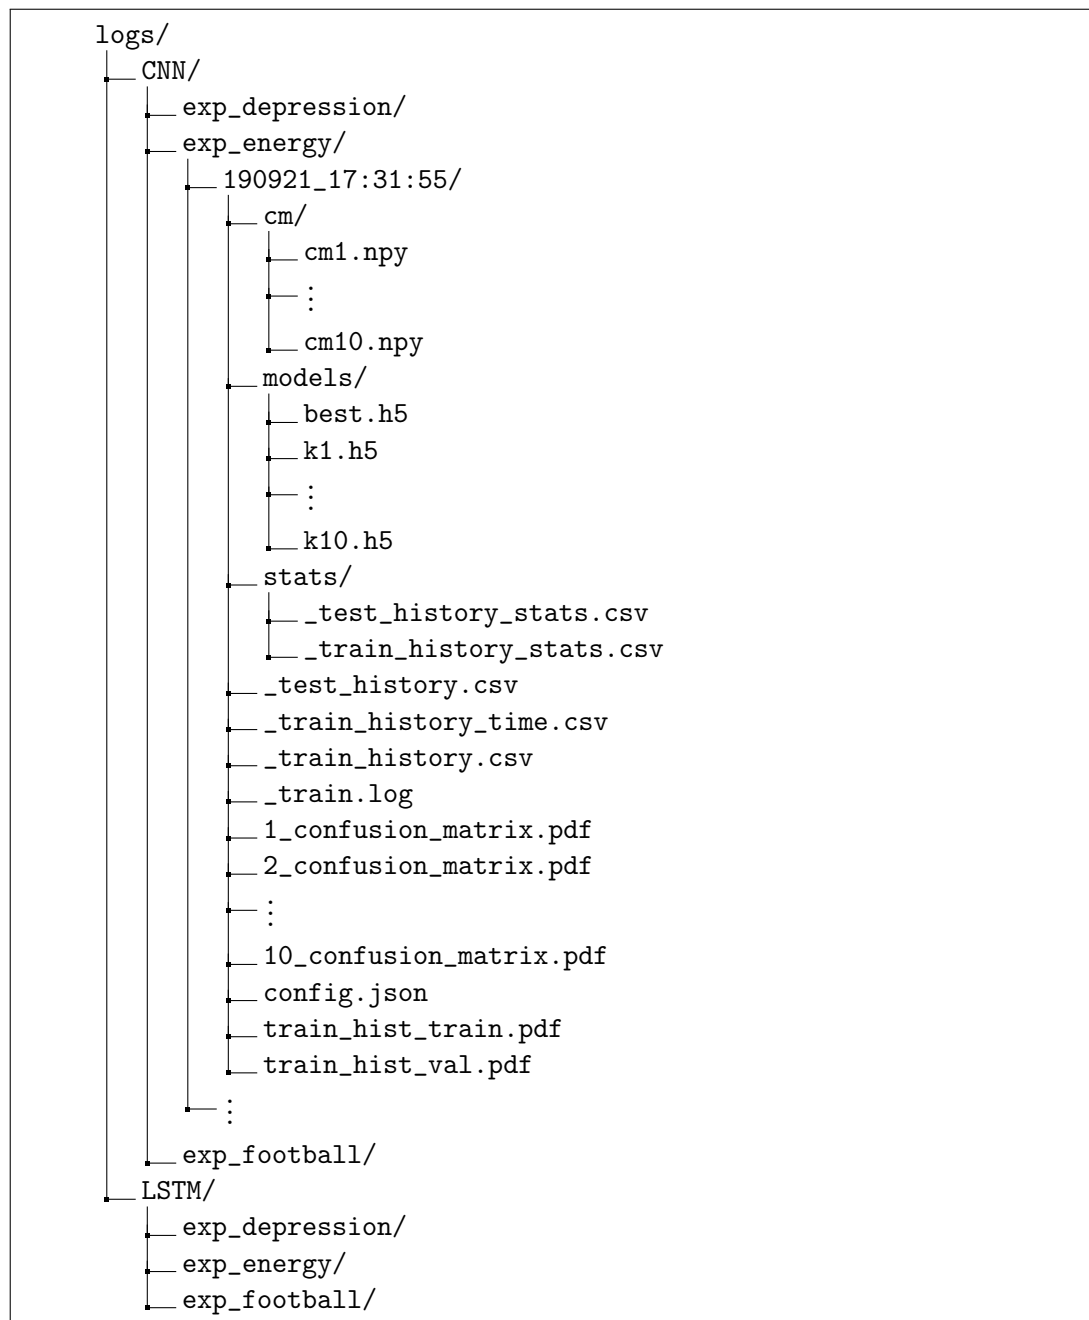 logs/
CNN/
exp_depression/
exp_energy/
190921_17:31:55/
cm/
cm1.npy
⋮
cm10.npy
models/
best.h5
k1.h5
⋮
k10.h5
stats/
_test_history_stats.csv
_train_history_stats.csv
_test_history.csv
_train_history_time.csv
_train_history.csv
_train.log
1_confusion_matrix.pdf
2_confusion_matrix.pdf
⋮
10_confusion_matrix.pdf
config.json
train_hist_train.pdf
train_hist_val.pdf
⋮
exp_football/
LSTM/
exp_depression/
exp_energy/
exp_football/